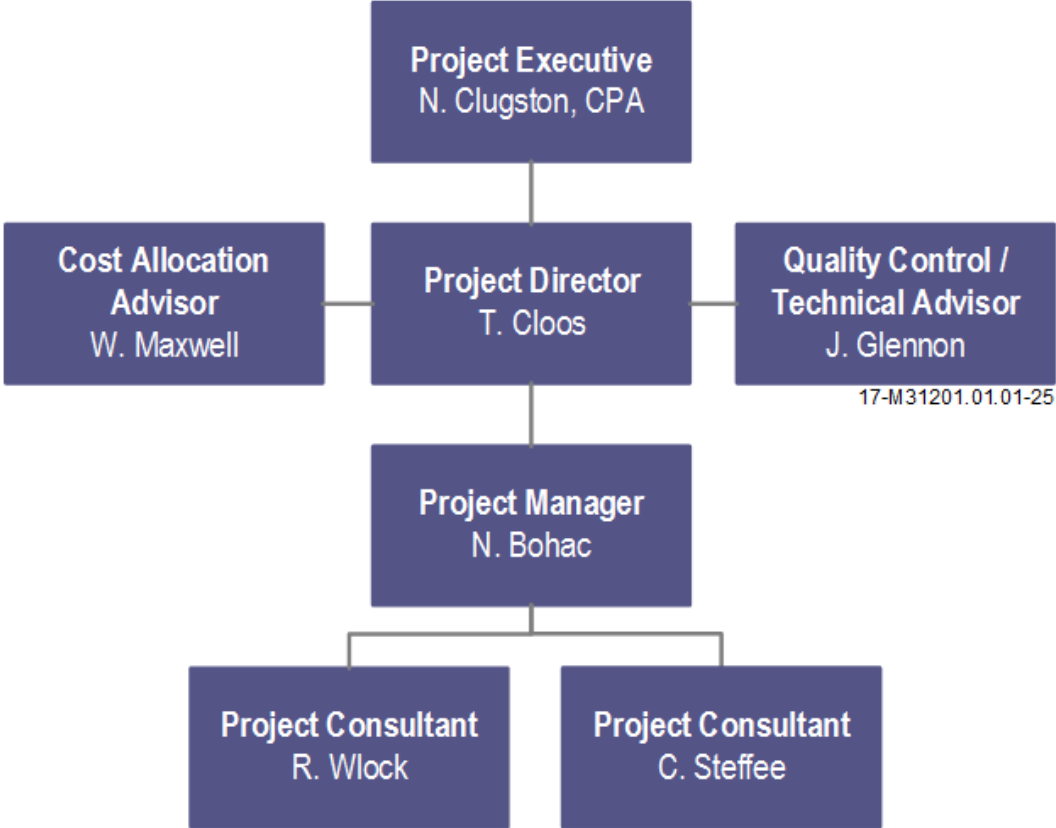 Project Executive
N. Clugston, CPA
Cost Allocation
Advisor
W. Maxwell
Project Director
T. Cloos
Quality Control /
Technical Advisor
J. Glennon
17-M31201.01.01-25
Project Manager
N. Bohac
Project Consultant
R. Wlock
Project Consultant
C. Steffee